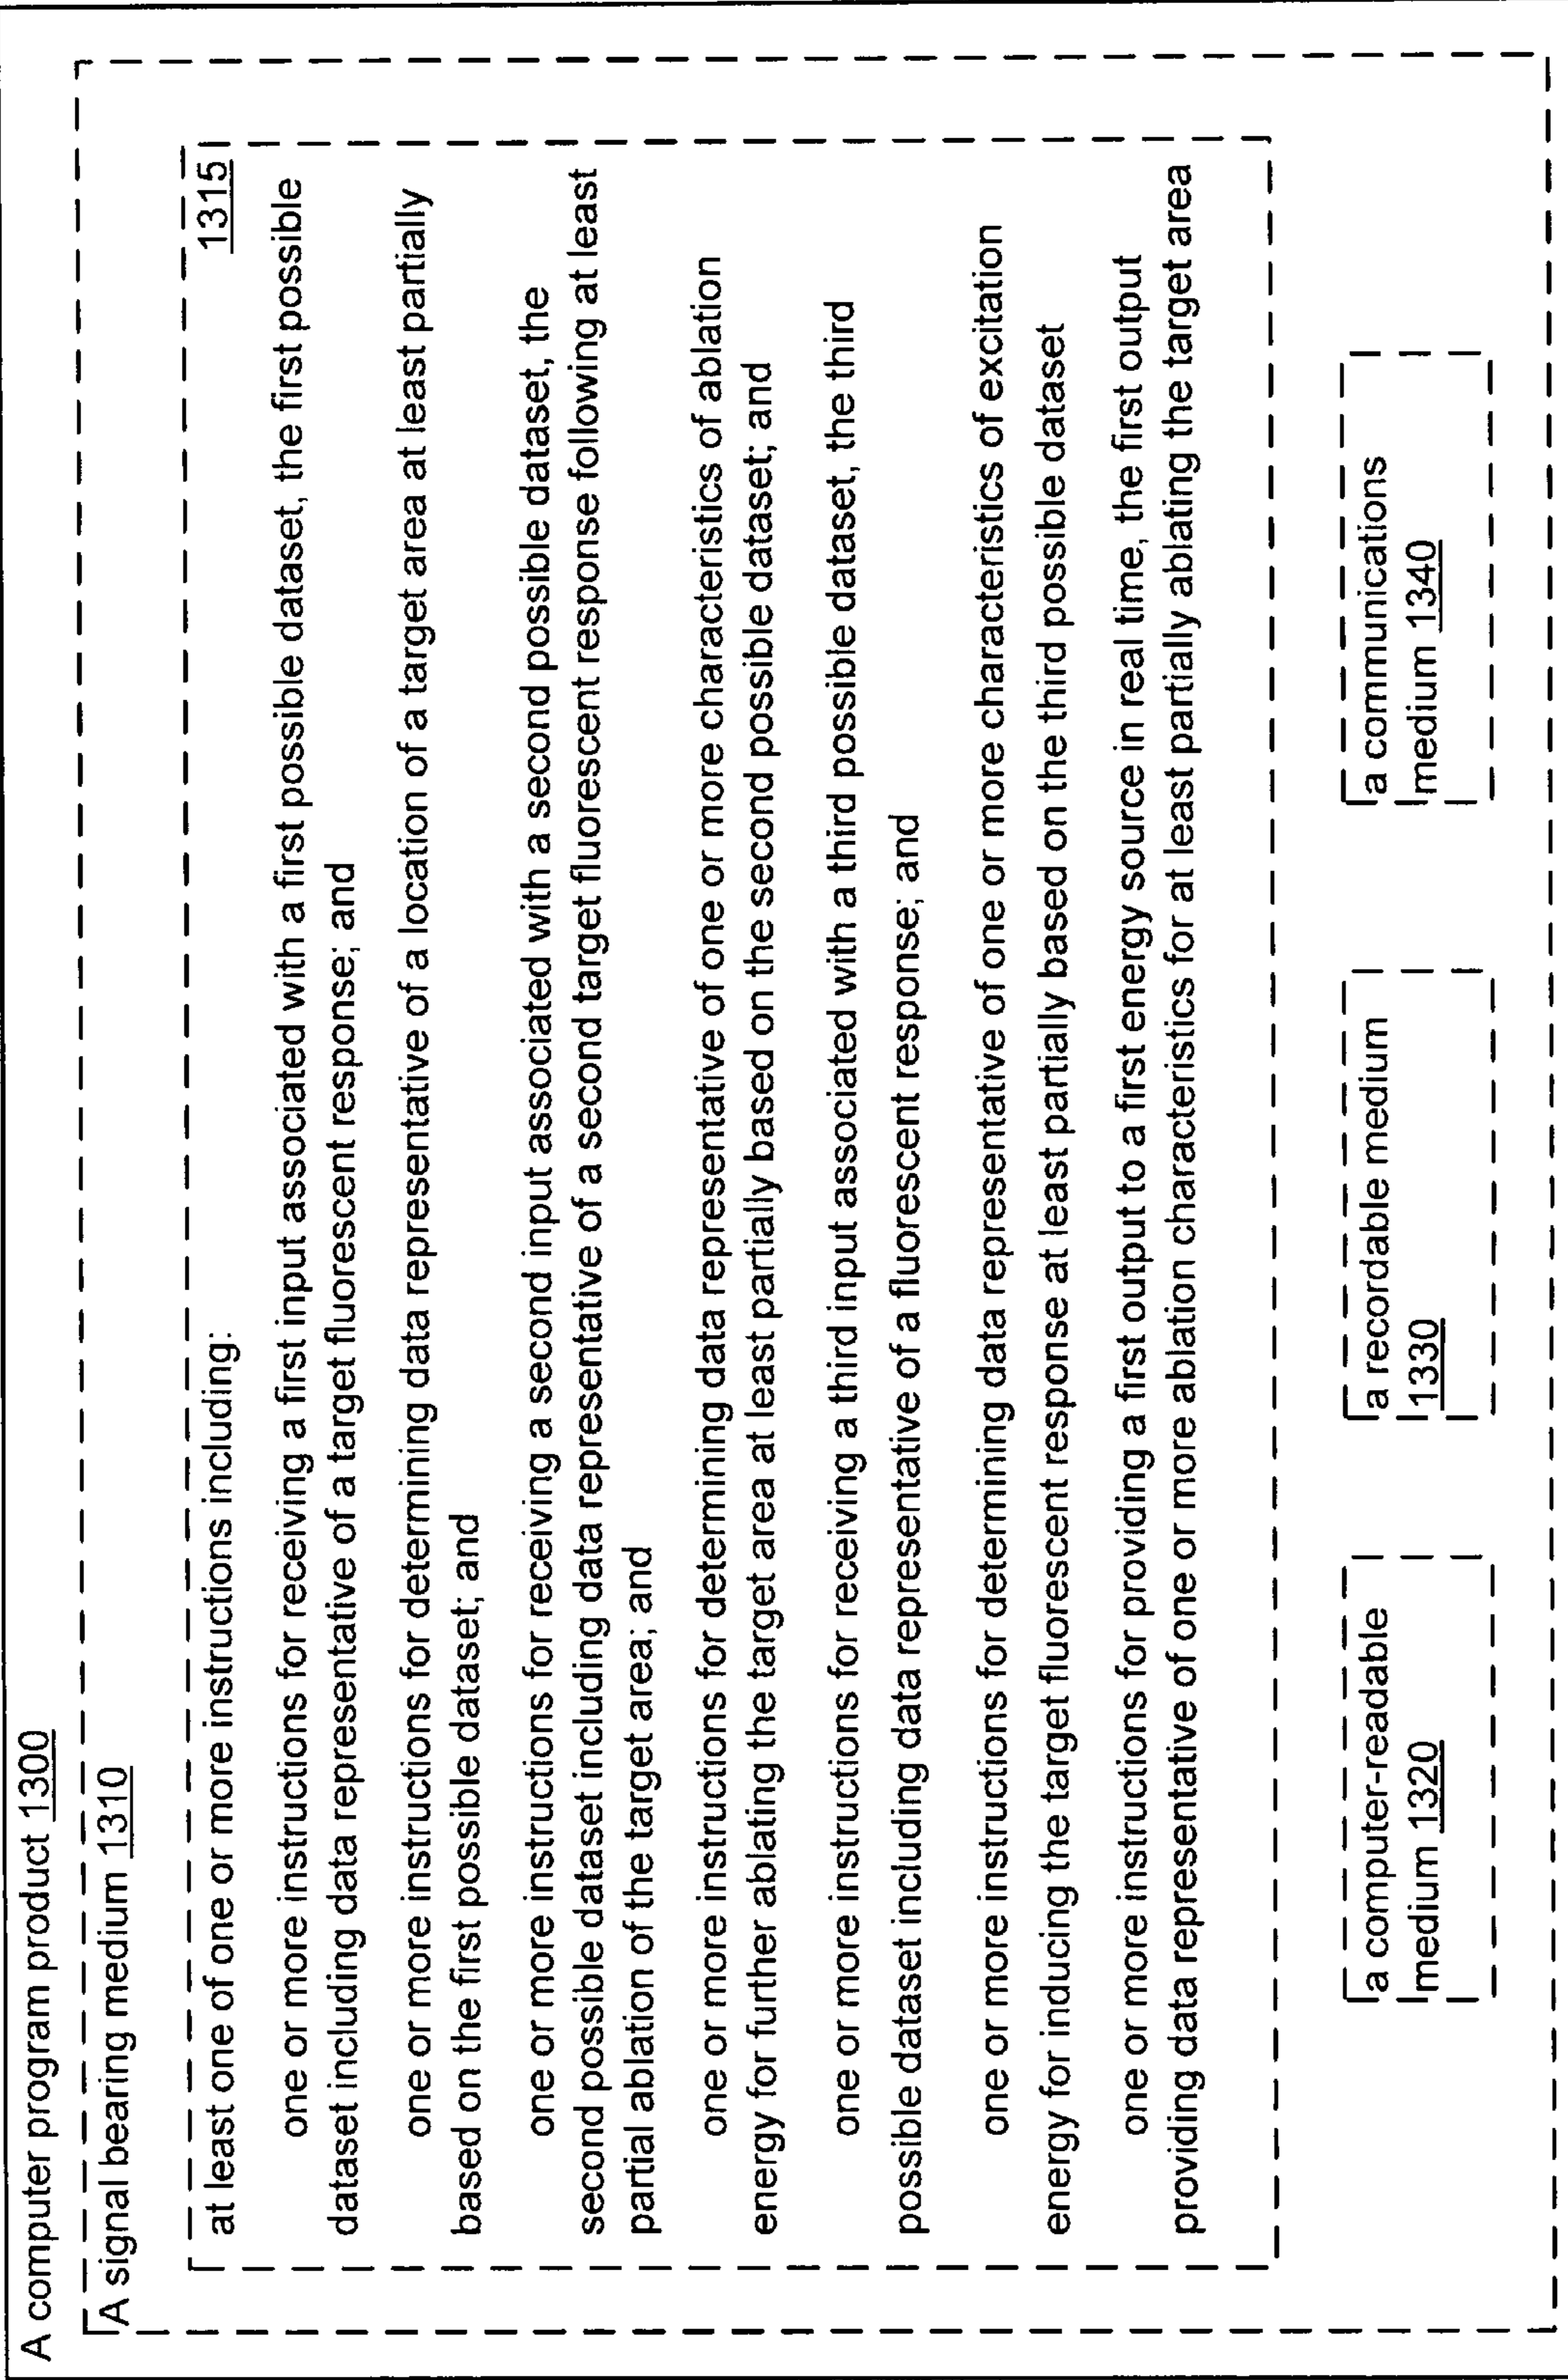 A computer program product 1300
A signal bearing medium 1310
1315
at least one of one or more instructions including:
one or more instructions for receiving a first input associated with a first possible dataset, the first possible
dataset including data representative of a target fluorescent response; and
one or more instructions for determining data representative of a location of a target area at least partially
based on the first possible dataset; and
one or more instructions for receiving a second input associated with a second possible dataset, the
second possible dataset including data representative of a second target fluorescent response following at least
partial ablation of the target area; and
one or more instructions for determining data representative of one or more characteristics of ablation
energy for further ablating the target area at least partially based on the second possible dataset; and
one or more instructions for receiving a third input associated with a third possible dataset, the third
possible dataset including data representative of a fluorescent response; and
one or more instructions for determining data representative of one or more characteristics of excitation
energy for inducing the target fluorescent response at least partially based on the third possible dataset
one or more instructions for providing a first output to a first energy source in real time, the first output
providing data representative of one or more ablation characteristics for at least partially ablating the target area
a computer-readable
medium 1320
a recordable medium
1330
a communications
medium 1340